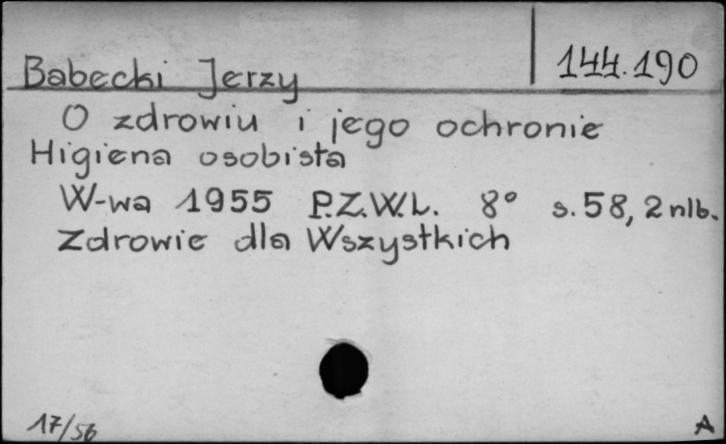 Babecki Jerzy
144.190
O zdrowiu i jego ochronie
Higiena osobista
W-wa 1955 P.Z.W.L. 8° s. 58, 2 nlb.
Zdrowie dla Wszystkich
17/56
A